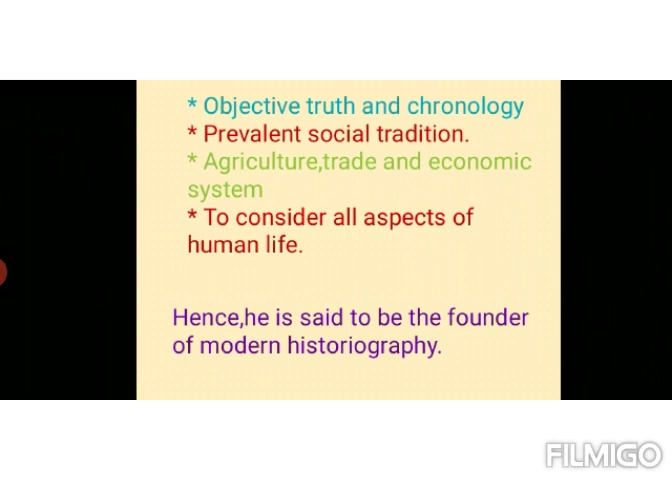 * Objective truth and chronology
* Prevalent social tradition.
* Agriculture,trade and economic
system
* To consider all aspects of
human life.
Hence,he is said to be the founder
of modern historiography.
FILMIGO